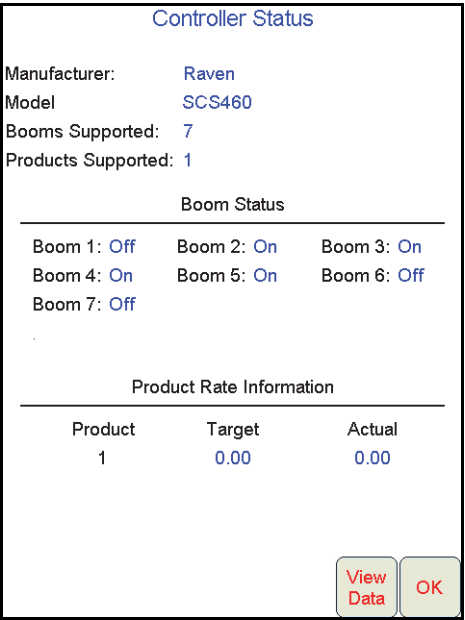 Controller Status
Manufacturer: Raven
Model SCS460
Booms Supported: 7
Products Supported: 1
Boom Status
Boom 1: Off Boom 2: On Boom 3: On
Boom 4: On Boom 5: On Boom 6: Off
Boom 7: Off
Product Rate Information
Product Target Actual
1 0.00 0.00
View
Data
OK